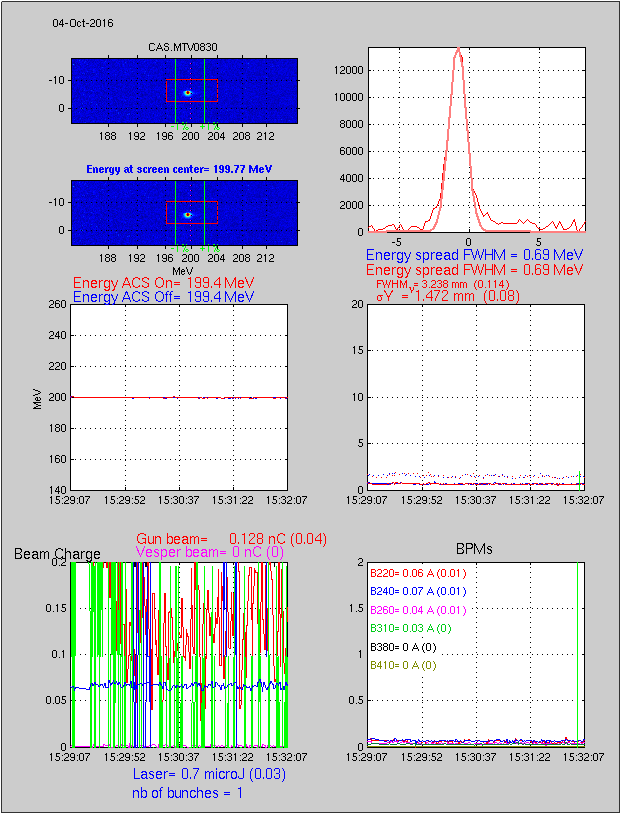 04-Oct-2016
CAS.MTV0830
-10
0
188 192 196 200 204 208 212
-1% +1%
Energy at screen center= 199.77 MeV
-10
0
188 192 196 200 204 208 212
-1% +1%
MeV
12000
10000
8000
6000
4000
2000
0
-5 0 5
Energy spread FWHM = 0.69 MeV
Energy spread FWHM = 0.69 MeV
FWHM y = 3.238 mm (0.114)
σY = 1.472 mm (0.08)
Energy ACS On= 199.4 MeV
Energy ACS Off= 199.4 MeV
260
240
220
200
180
160
140
MeV
15:29:07 15:29:52 15:30:37 15:31:22 15:32:07
20
15
10
5
0
15:29:07 15:29:52 15:30:37 15:31:22 15:32:07
Gun beam= 0.128 nC (0.04)
Vesper beam= 0 nC (0)
Beam Charge
0.2
0.15
0.1
0.05
0
15:29:07 15:29:52 15:30:37 15:31:22 15:32:07
Laser= 0.7 microJ (0.03)
nb of bunches = 1
BPMs
2
1.5
1
0.5
0
B220= 0.06 A (0.01)
B240= 0.07 A (0.01)
B260= 0.04 A (0.01)
B310= 0.03 A (0)
B380= 0 A (0)
B410= 0 A (0)
15:29:07 15:29:52 15:30:37 15:31:22 15:32:07